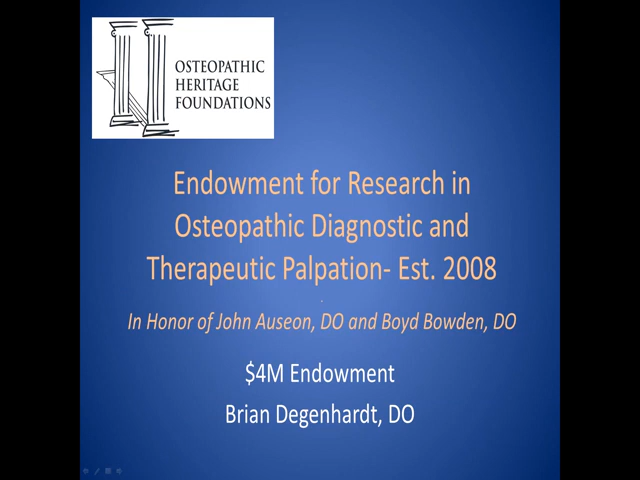 OSTEOPATHIC
HERITAGE
FOUNDATIONS
Endowment for Research in
Osteopathic Diagnostic and
Therapeutic Palpation- Est. 2008
In Honor of John Auseon, DO and Boyd Bowden, DO
$4M Endowment
Brian Degenhardt, DO